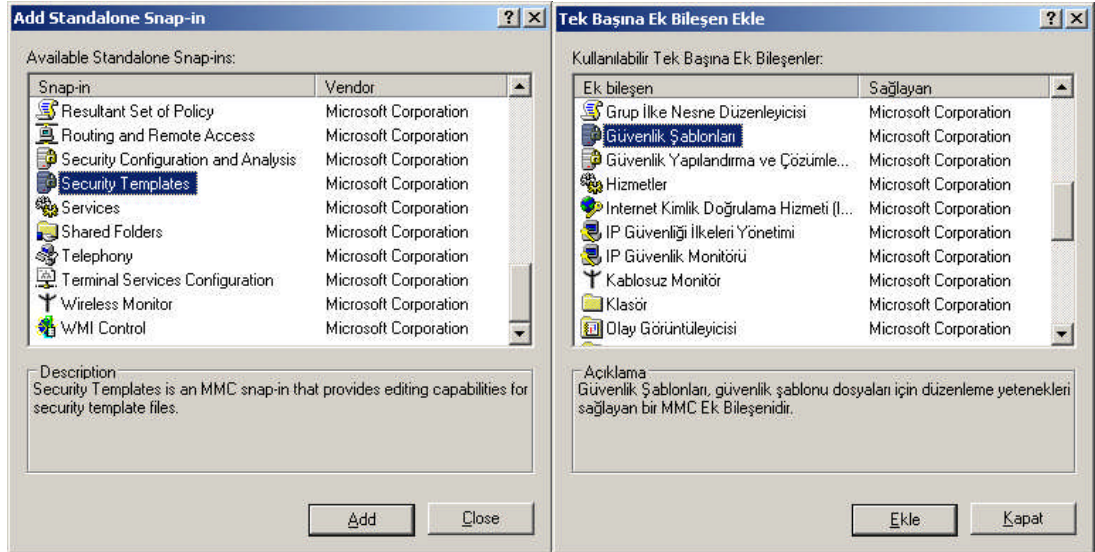 Add Standalone Snap-in
Available Standalone Snap-ins:
Snap-in Vendor
Resultant Set of Policy Microsoft Corporation
Routing and Remote Access Microsoft Corporation
Security Configuration and Analysis Microsoft Corporation
Security Templates Microsoft Corporation
Services Microsoft Corporation
Shared Folders Microsoft Corporation
Telephony Microsoft Corporation
Terminal Services Configuration Microsoft Corporation
Wireless Monitor Microsoft Corporation
WMI Control Microsoft Corporation
Description
Security Templates is an MMC snap-in that provides editing capabilities for
security template files.
Add Close
Tek Başına Ek Bileşen Ekle
Kullanılabilir Tek Başına Ek Bileşenler:
Ek bileşen Sağlayan
Grup İlke Nesne Düzenleyicisi Microsoft Corporation
Güvenlik Şablonları Microsoft Corporation
Güvenlik Yapılandırma ve Çözümle... Microsoft Corporation
Hizmetler Microsoft Corporation
Internet Kimlik Doğrulama Hizmeti (I... Microsoft Corporation
IP Güvenliği İlkeleri Yönetimi Microsoft Corporation
IP Güvenlik Monitörü Microsoft Corporation
Kablosuz Monitör Microsoft Corporation
Klasör Microsoft Corporation
Olay Görüntüleyicisi Microsoft Corporation
Açıklama
Güvenlik Şablonları, güvenlik şablonu dosyaları için düzenleme yetenekleri
sağlayan bir MMC Ek Bileşenidir.
Ekle Kapat